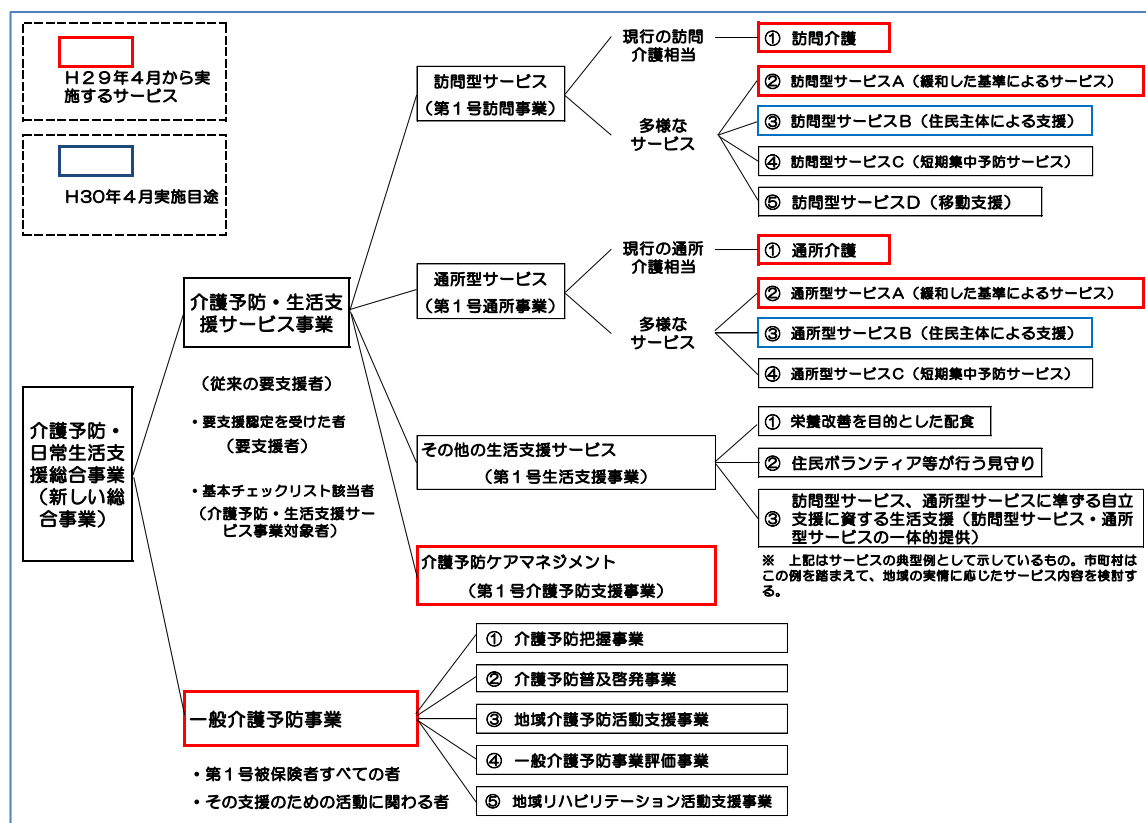 H29年4月から実
施するサービス
H30年4月実施目途
介護予防・
日常生活支
援総合事業
（新しい総
合事業）
介護予防・生活支
援サービス事業
（従来の要支援者）
・要支援認定を受けた者
（要支援者）
・基本チェックリスト該当者
（介護予防・生活支援サー
ビス事業対象者）
訪問型サービス
（第1号訪問事業）
現行の訪問
介護相当
① 訪問介護
多様な
サービス
② 訪問型サービスA（緩和した基準によるサービス）
③ 訪問型サービスB（住民主体による支援）
④ 訪問型サービスC（短期集中予防サービス）
⑤ 訪問型サービスD（移動支援）
通所型サービス
（第1号通所事業）
現行の通所
介護相当
① 通所介護
多様な
サービス
② 通所型サービスA（緩和した基準によるサービス）
③ 通所型サービスB（住民主体による支援）
④ 通所型サービスC（短期集中予防サービス）
その他の生活支援サービス
（第1号生活支援事業）
① 栄養改善を目的とした配食
② 住民ボランティア等が行う見守り
③ 訪問型サービス、通所型サービスに準ずる自立
支援に資する生活支援（訪問型サービス・通所
型サービスの一体的提供）
※　上記はサービスの典型例として示しているもの。市町村は
この例を踏まえて、地域の実情に応じたサービス内容を検討す
る。
介護予防ケアマネジメント
（第1号介護予防支援事業）
一般介護予防事業
・第1号被保険者すべての者
・その支援のための活動に関わる者
① 介護予防把握事業
② 介護予防普及啓発事業
③ 地域介護予防活動支援事業
④ 一般介護予防事業評価事業
⑤ 地域リハビリテーション活動支援事業